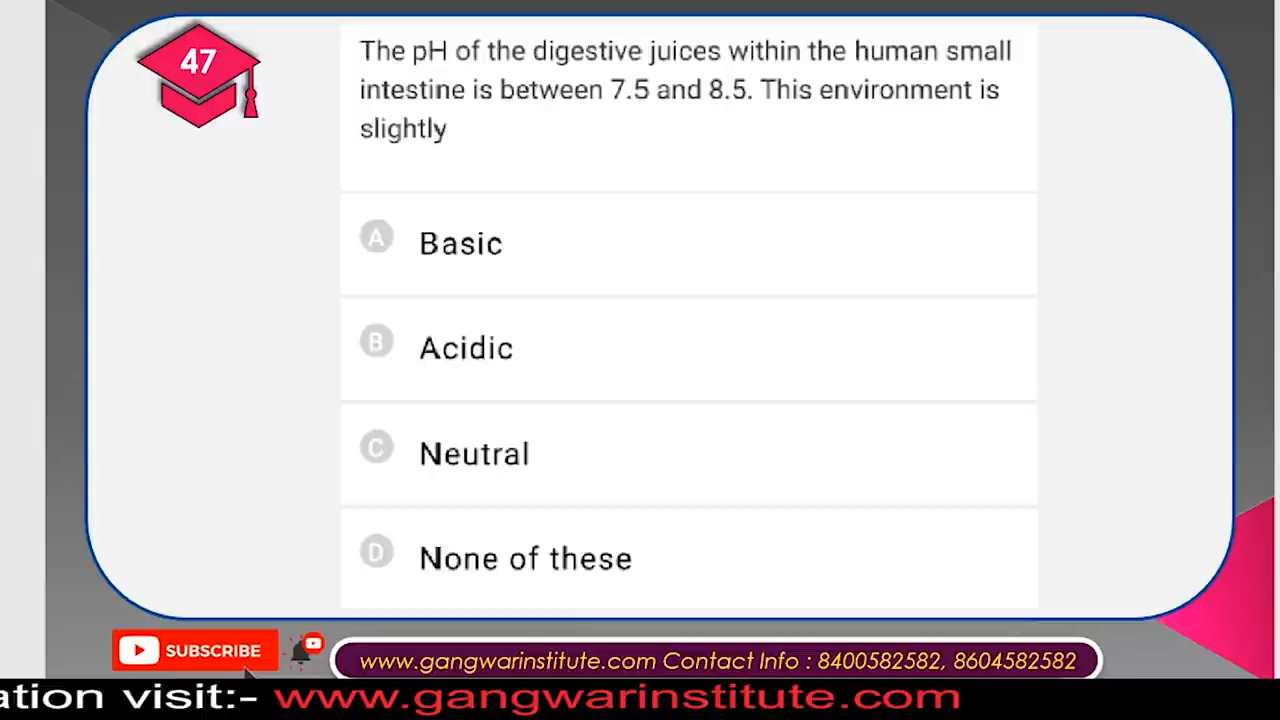 47
The pH of the digestive juices within the human small
intestine is between 7.5 and 8.5. This environment is
slightly
A Basic
B Acidic
C Neutral
D None of these
SUBSCRIBE
www.gangwarinstitute.com Contact Info : 8400582582, 8604582582
ation visit:- www.gangwarinstitute.com